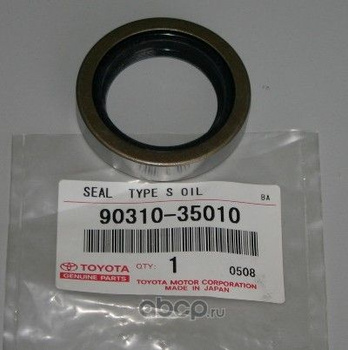 SEAL TYPE S OIL
BA
90310-35010
TOYOTA
GENUINE PARTS
QTY: 1
0508
TOYOTA MOTOR CORPORATION
MADE IN JAPAN
abcp.ru